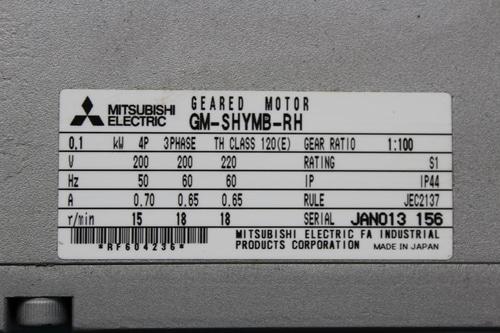 MITSUBISHI ELECTRIC
GEARED MOTOR
GM-SHYMB-RH
0.1 kW 4P 3PHASE TH CLASS 120(E) GEAR RATIO 1:100
V 200 200 220 RATING S1
Hz 50 60 60 IP IP44
A 0.70 0.65 0.65 RULE JEC2137
r/min 15 18 18 SERIAL JAN013 156
*RF604236*
MITSUBISHI ELECTRIC FA INDUSTRIAL
PRODUCTS CORPORATION MADE IN JAPAN